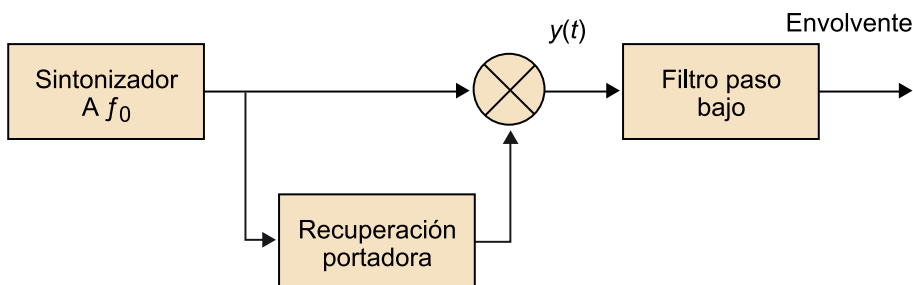 Envolvente
y(t)
Sintonizador
A f0
Filtro paso
bajo
Recuperación
portadora